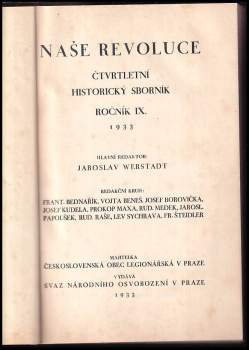 NAŠE REVOLUCE
ČTVRTLETNÍ
HISTORICKÝ SBORNÍK
ROČNÍK IX.
1933
HLAVNÍ REDAKTOR:
JAROSLAV WERSTADT
REDAKČNÍ KRUH:
FRANT. BEDNAŘÍK, VOJTA BENEŠ, JOSEF BOROVIČKA,
JOSEF KUDELA, PROKOP MAXA, RUD. MEDEK, JAROSL.
PAPOUŠEK, RUD. RAŠE, LEV SYCHRAVA, FR. ŠTEIDLER
MAJITELKA
ČESKOSLOVENSKÁ OBEC LEGIONÁŘSKÁ V PRAZE
VYDÁVÁ
SVAZ NÁRODNÍHO OSVOBOZENÍ V PRAZE
1933